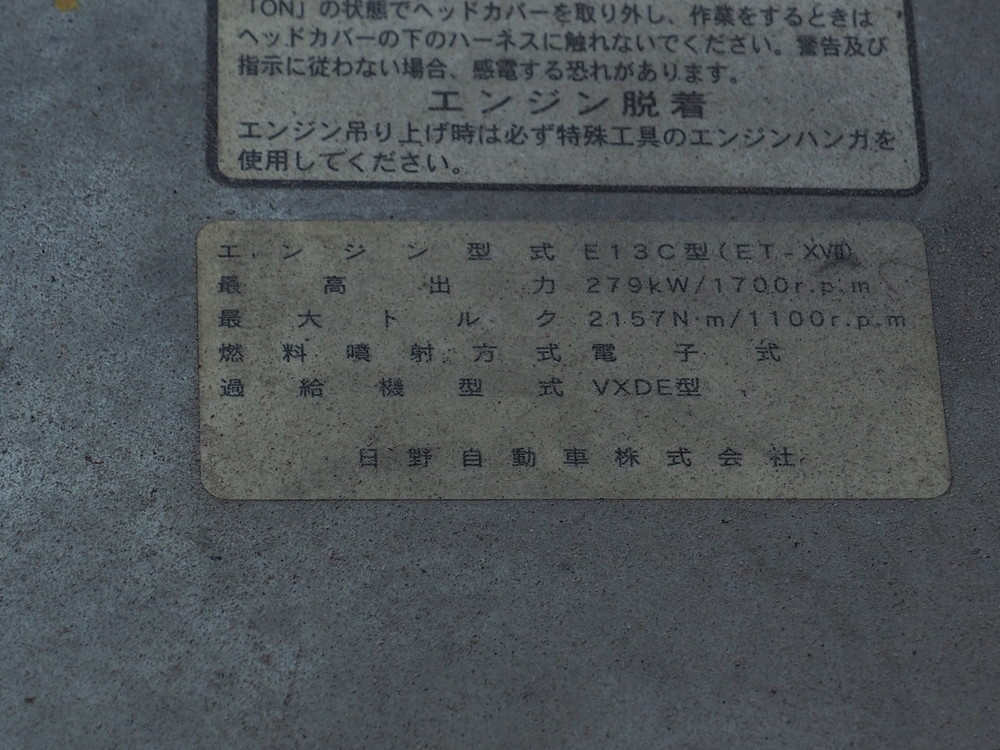 「ON」の状態でヘッドカバーを取り外し、作業をするときは
ヘッドカバーの下のハーネスに触れないでください。警告及び
指示に従わない場合、感電する恐れがあります。
エンジン脱着
エンジン吊り上げ時は必ず特殊工具のエンジンハンガを
使用してください。
エンジン型式 E13C型(ET-XⅧ)
最高出力 279kW/1700r.p.m
最大トルク 2157N·m/1100r.p.m
燃料噴射方式 電子式
過給機型式 VXDE型
日野自動車株式会社